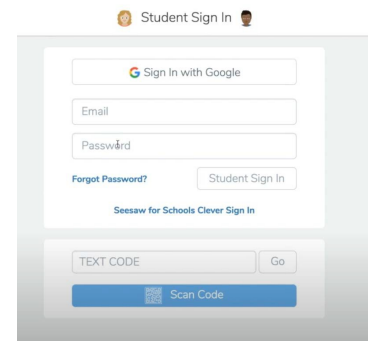 Student Sign In
Sign In with Google
Email
Password
Forgot Password?
Student Sign In
Seesaw for Schools Clever Sign In
TEXT CODE
Go
Scan Code